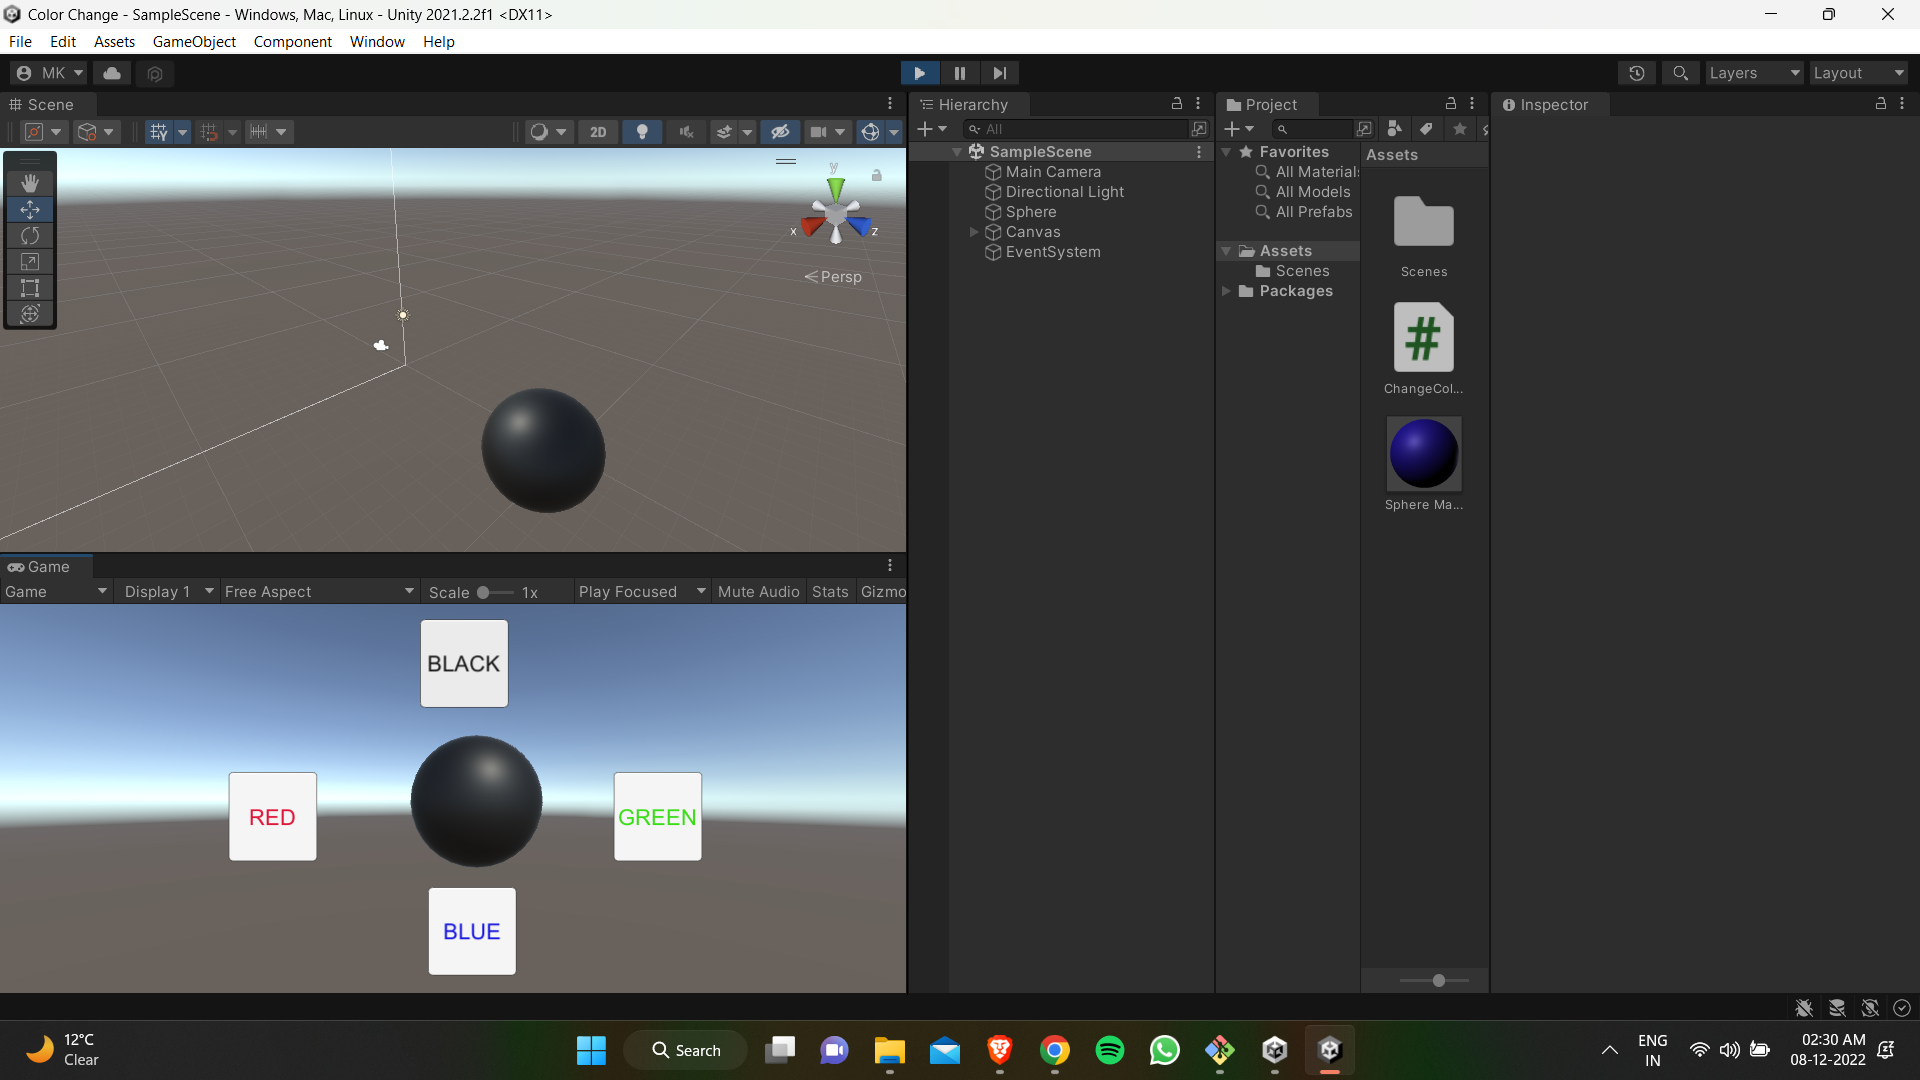 Color Change - SampleScene - Windows, Mac, Linux - Unity 2021.2.2f1 <DX11>
File Edit Assets GameObject Component Window Help
MK Layers Layout
Scene
2D
y
x z
Persp
Game
Game Display 1 Free Aspect Scale 1x Play Focused Mute Audio Stats Gizmo
BLACK
RED
GREEN
BLUE
Hierarchy
All
SampleScene
Main Camera
Directional Light
Sphere
Canvas
EventSystem
Project
Favorites
All Materials
All Models
All Prefabs
Assets
Scenes
Packages
Assets
Scenes
#
ChangeCol...
Sphere Ma...
Inspector
12°C
Clear
Search
ENG
IN
02:30 AM
08-12-2022